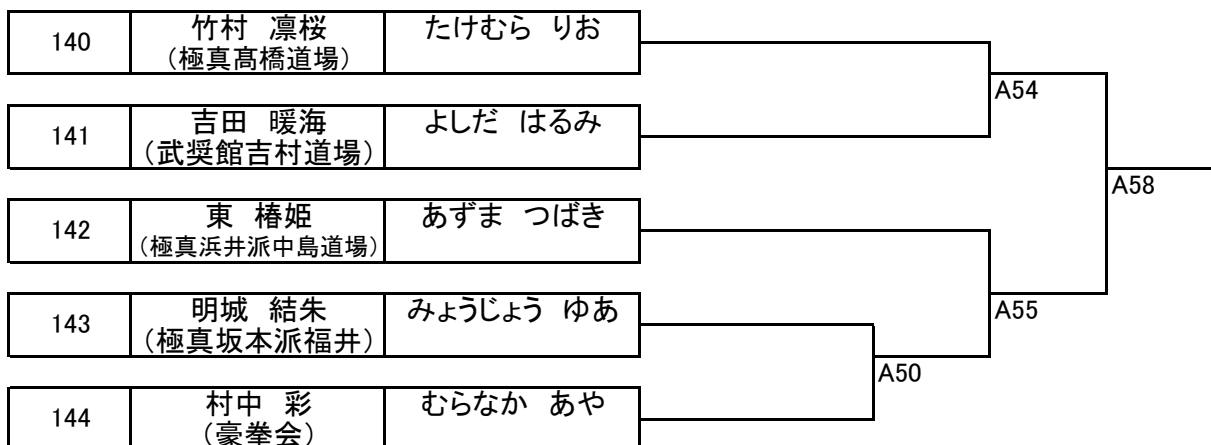 140 竹村 凛桜 たけむら りお
(極真髙橋道場)
A54
141 吉田 暖海 よしだ はるみ
(武奨館吉村道場)
A58
142 東 椿姫 あずま つばき
(極真浜井派中島道場)
143 明城 結朱 みょうじょう ゆあ
(極真坂本派福井)
A55
A50
144 村中 彩 むらなか あや
(豪拳会)